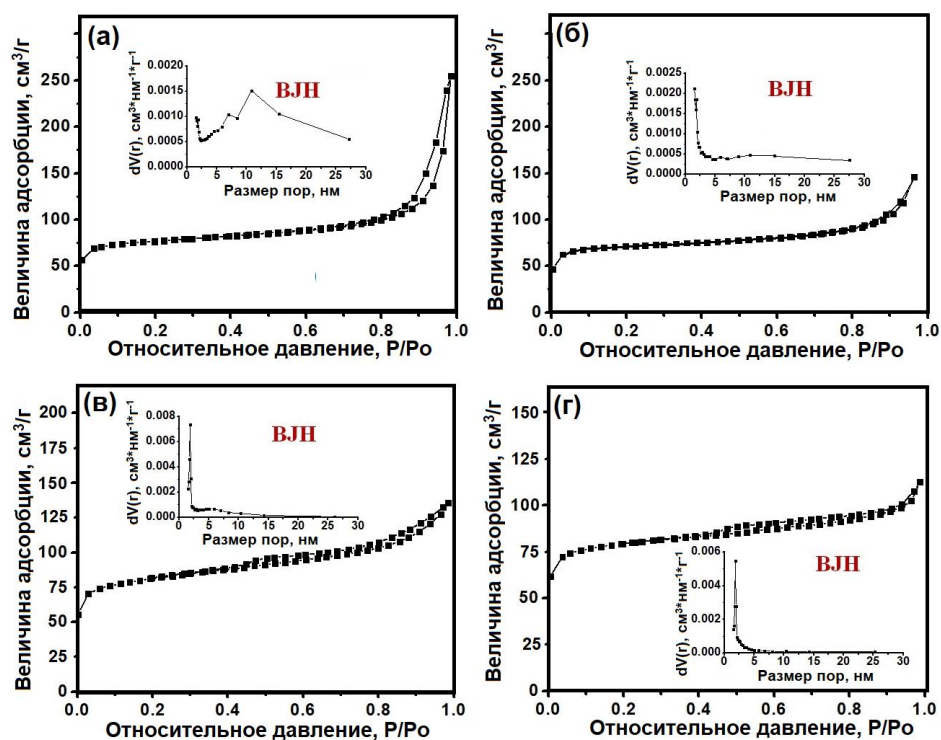 (а)
Величина адсорбции, см³/г
250
200
150
100
50
0
0.0 0.2 0.4 0.6 0.8 1.0
Относительное давление, P/Po
BJH
dV(r), см³*нм⁻¹*г⁻¹
0.0020
0.0015
0.0010
0.0005
0.0000
0 5 10 15 20 25 30
Размер пор, нм
(б)
Величина адсорбции, см³/г
250
200
150
100
50
0
0.0 0.2 0.4 0.6 0.8 1.0
Относительное давление, P/Po
BJH
dV(r), см³*нм⁻¹*г⁻¹
0.0025
0.0020
0.0015
0.0010
0.0005
0.0000
0 5 10 15 20 25 30
Размер пор, нм
(в)
Величина адсорбции, см³/г
200
175
150
125
100
75
50
25
0
0.0 0.2 0.4 0.6 0.8 1.0
Относительное давление, P/Po
BJH
dV(r), см³*нм⁻¹*г⁻¹
0.008
0.006
0.004
0.002
0.000
0 5 10 15 20 25 30
Размер пор, нм
(г)
Величина адсорбции, см³/г
150
125
100
75
50
25
0
0.0 0.2 0.4 0.6 0.8 1.0
Относительное давление, P/Po
BJH
dV(r), см³*нм⁻¹*г⁻¹
0.006
0.004
0.002
0.000
0 5 10 15 20 25 30
Размер пор, нм